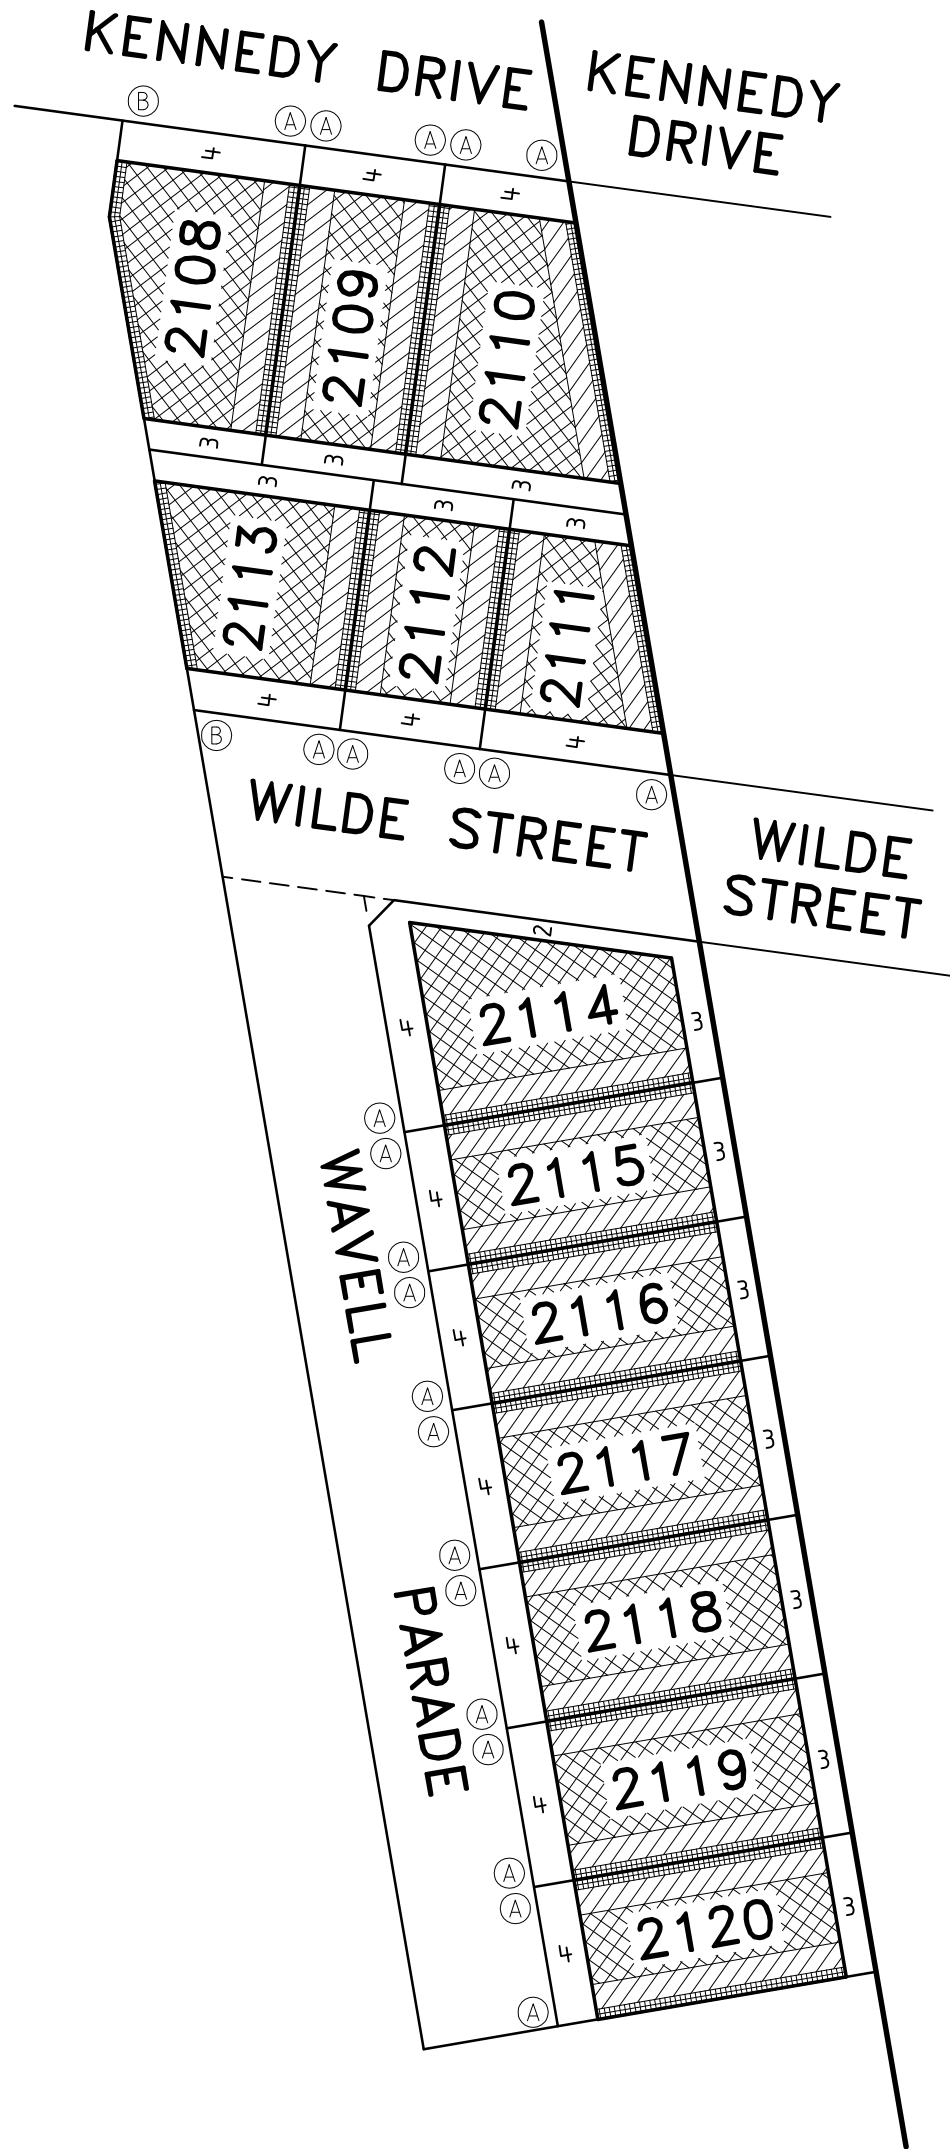 KENNEDY DRIVE
KENNEDY
DRIVE
B
A A
A A
A
4
4
4
2108
2109
2110
3
3
3
3
3
3
2113
2112
2111
4
4
4
B
A A
A A
A
WILDE STREET
WILDE
STREET
2
2114
4
3
A
A
2115
4
3
WAVELL
A
A
2116
4
3
A
A
2117
4
3
A
A
PARADE
2118
4
3
A
A
2119
4
3
A
A
2120
4
3
A